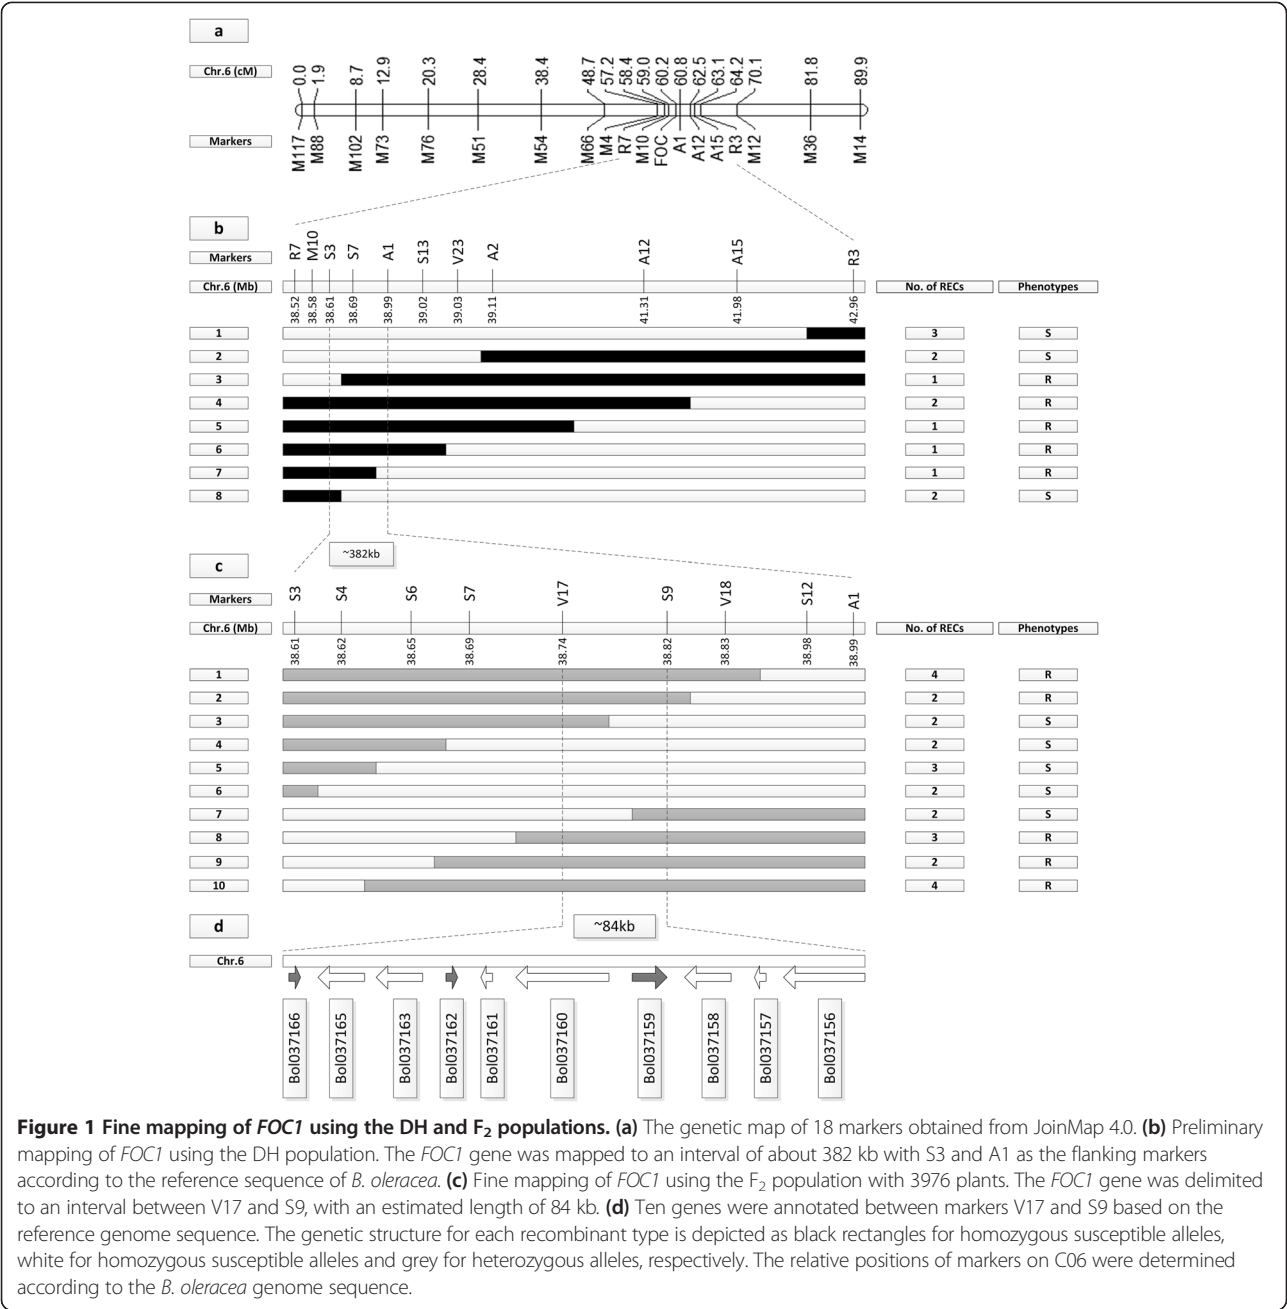 a
Chr.6 (cM)
0.0 1.9 8.7 12.9 20.3 28.4 38.4 48.7 57.2 58.4 59.0 60.2 60.8 62.5 63.1 64.2 70.1 81.8 89.9
Markers
M117 M88 M102 M73 M76 M51 M54 M66 M4 R7 M10 FOC A1 A12 A15 R3 M12 M36 M14
b
Markers
R7 M10 S3 S7 A1 S13 V23 A2 A12 A15 R3
Chr.6 (Mb) No. of RECs Phenotypes
38.52 38.58 38.61 38.69 38.99 39.02 39.03 39.11 41.31 41.98 42.96
1 3 S
2 2 S
3 1 R
4 2 R
5 1 R
6 1 R
7 1 R
8 2 S
~382kb
c
Markers
S3 S4 S6 S7 V17 S9 V18 S12 A1
Chr.6 (Mb) No. of RECs Phenotypes
38.61 38.62 38.65 38.69 38.74 38.82 38.83 38.98 38.99
1 4 R
2 2 R
3 2 S
4 2 S
5 3 S
6 2 S
7 2 S
8 3 R
9 2 R
10 4 R
d
~84kb
Chr.6
Bol037166 Bol037165 Bol037163 Bol037162 Bol037161 Bol037160 Bol037159 Bol037158 Bol037157 Bol037156
Figure 1 Fine mapping of FOC1 using the DH and F2 populations. (a) The genetic map of 18 markers obtained from JoinMap 4.0. (b) Preliminary
mapping of FOC1 using the DH population. The FOC1 gene was mapped to an interval of about 382 kb with S3 and A1 as the flanking markers
according to the reference sequence of B. oleracea. (c) Fine mapping of FOC1 using the F2 population with 3976 plants. The FOC1 gene was delimited
to an interval between V17 and S9, with an estimated length of 84 kb. (d) Ten genes were annotated between markers V17 and S9 based on the
reference genome sequence. The genetic structure for each recombinant type is depicted as black rectangles for homozygous susceptible alleles,
white for homozygous susceptible alleles and grey for heterozygous alleles, respectively. The relative positions of markers on C06 were determined
according to the B. oleracea genome sequence.